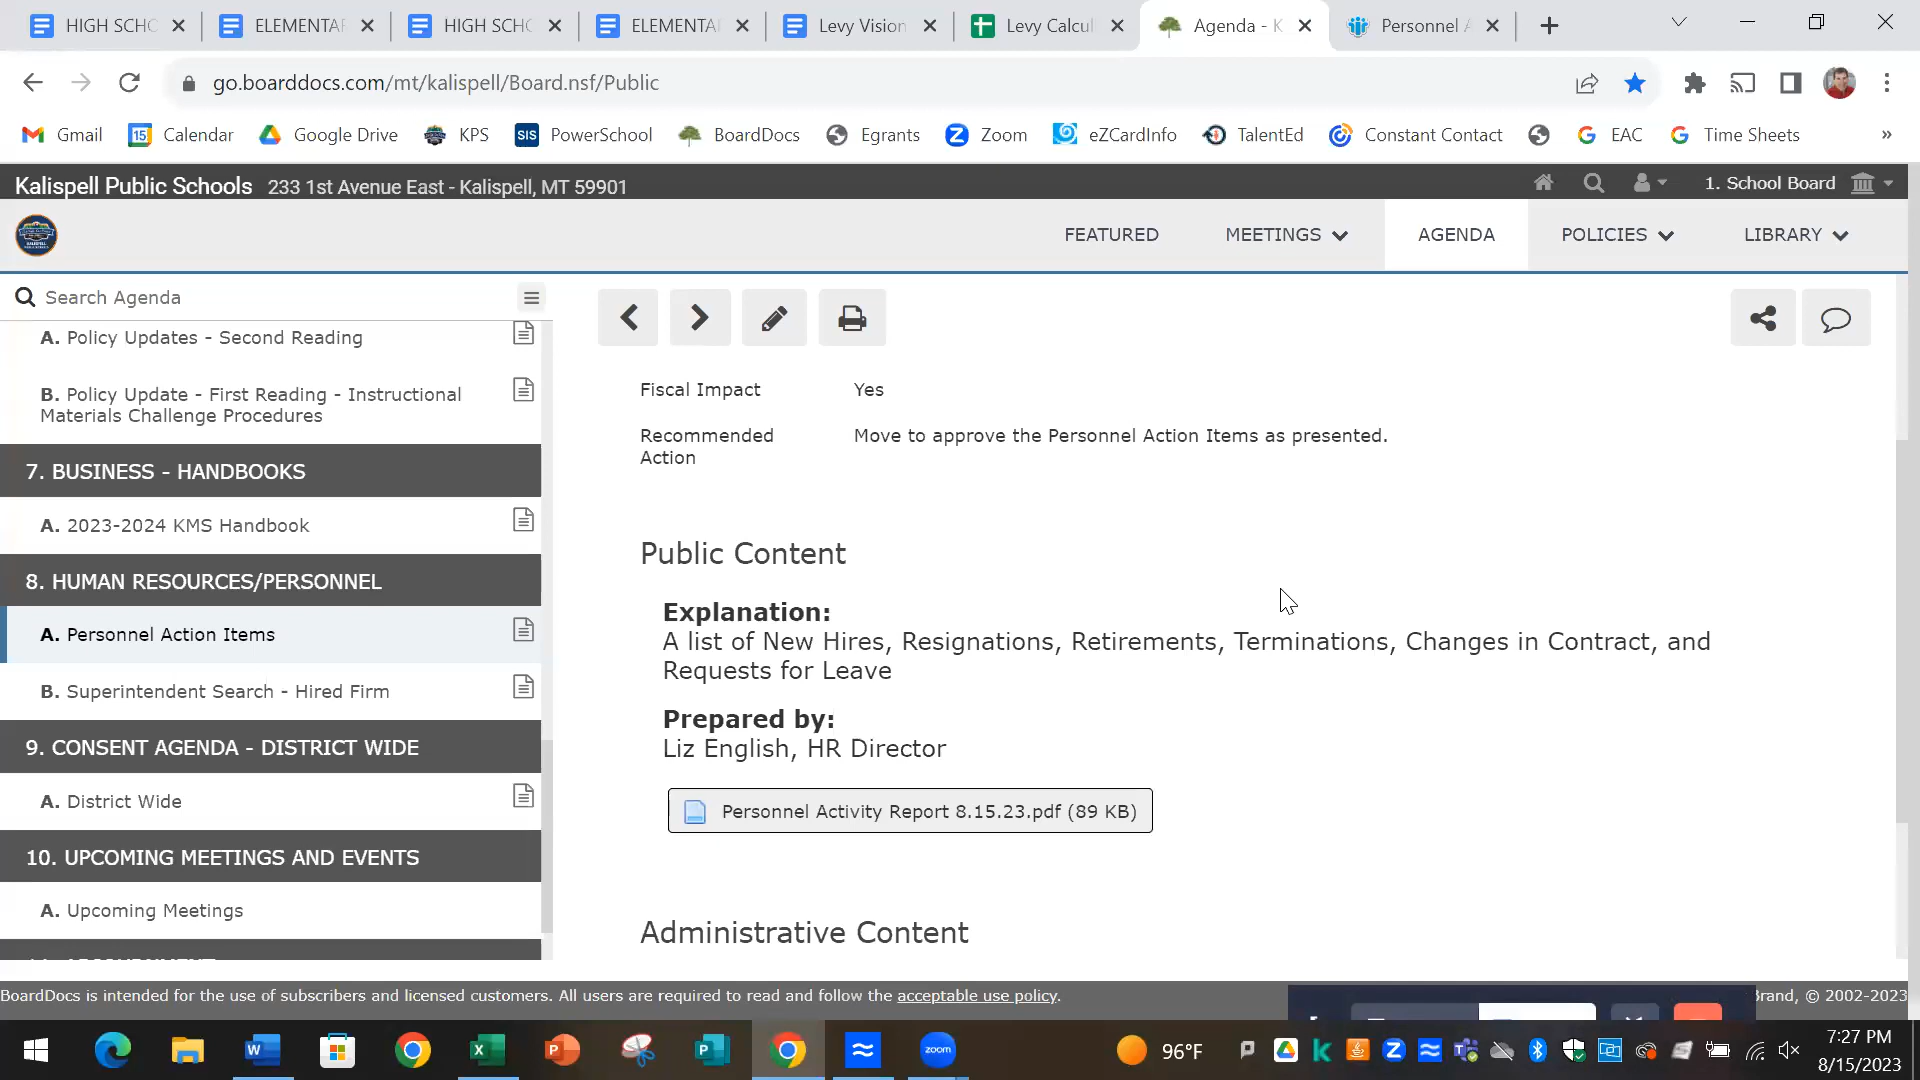 HIGH SCHO
ELEMENTAR
HIGH SCHO
ELEMENTAR
Levy Vision
Levy Calcul
Agenda - K
Personnel A
go.boarddocs.com/mt/kalispell/Board.nsf/Public
Gmail
15
Calendar
Google Drive
KPS
SIS
PowerSchool
BoardDocs
Egrants
Zoom
eZCardInfo
TalentEd
Constant Contact
EAC
Time Sheets
Kalispell Public Schools 233 1st Avenue East - Kalispell, MT 59901
1. School Board
FEATURED
MEETINGS
AGENDA
POLICIES
LIBRARY
Search Agenda
A. Policy Updates - Second Reading
B. Policy Update - First Reading - Instructional
Materials Challenge Procedures
7. BUSINESS - HANDBOOKS
A. 2023-2024 KMS Handbook
8. HUMAN RESOURCES/PERSONNEL
A. Personnel Action Items
B. Superintendent Search - Hired Firm
9. CONSENT AGENDA - DISTRICT WIDE
A. District Wide
10. UPCOMING MEETINGS AND EVENTS
A. Upcoming Meetings
Fiscal Impact
Yes
Recommended
Action
Move to approve the Personnel Action Items as presented.
Public Content
Explanation:
A list of New Hires, Resignations, Retirements, Terminations, Changes in Contract, and
Requests for Leave
Prepared by:
Liz English, HR Director
Personnel Activity Report 8.15.23.pdf (89 KB)
Administrative Content
BoardDocs is intended for the use of subscribers and licensed customers. All users are required to read and follow the acceptable use policy.
Brand, © 2002-2023
zoom
96°F
7:27 PM
8/15/2023